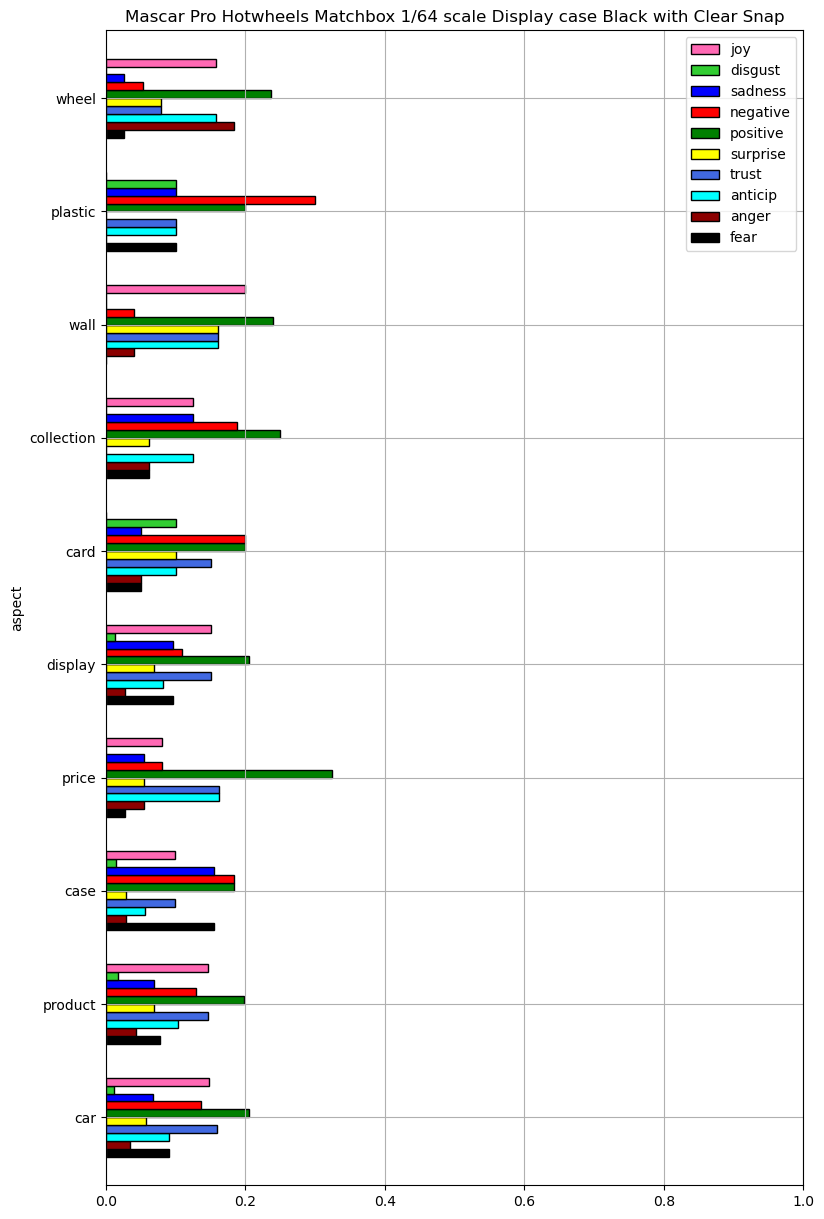 Mascar Pro Hotwheels Matchbox 1/64 scale Display case Black with Clear Snap
joy
disgust
sadness
negative
positive
surprise
trust
anticip
anger
fear
wheel
plastic
wall
collection
card
display
price
case
product
car
aspect
0.0 0.2 0.4 0.6 0.8 1.0